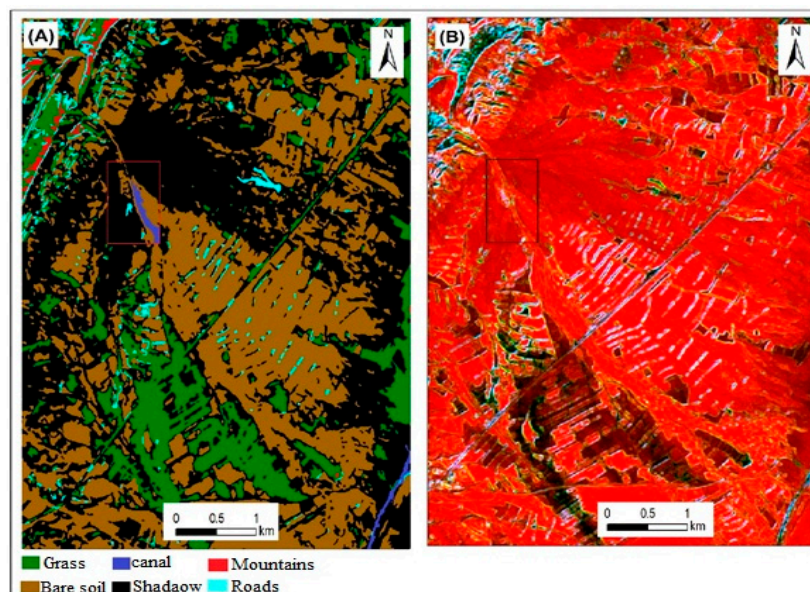 (A)
N
(B)
N
0 0.5 1
km
0 0.5 1
km
Grass canal Mountains
Bare soil Shadaow Roads